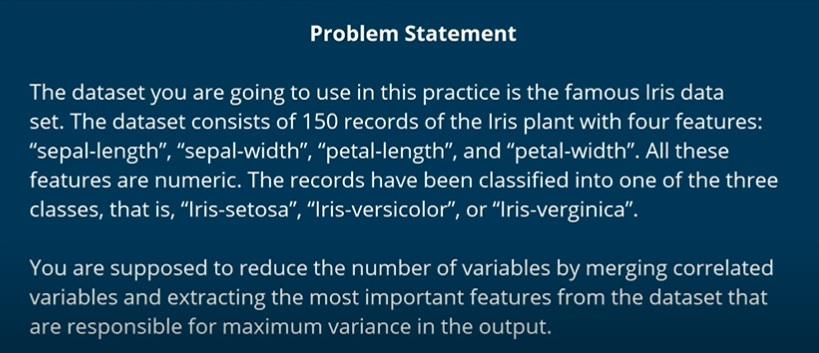 Problem Statement
The dataset you are going to use in this practice is the famous Iris data
set. The dataset consists of 150 records of the Iris plant with four features:
“sepal-length”, “sepal-width”, “petal-length”, and “petal-width”. All these
features are numeric. The records have been classified into one of the three
classes, that is, “Iris-setosa”, “Iris-versicolor”, or “Iris-verginica”.
You are supposed to reduce the number of variables by merging correlated
variables and extracting the most important features from the dataset that
are responsible for maximum variance in the output.